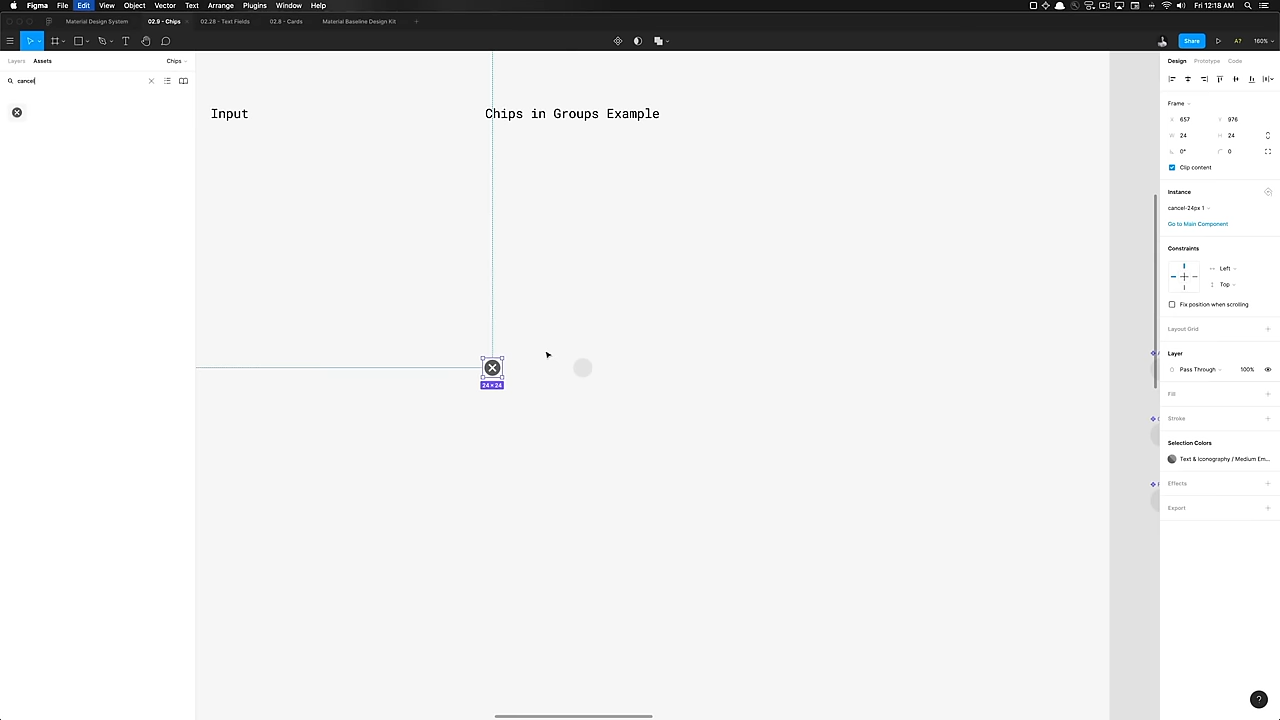 Figma File Edit View Object Vector Text Arrange Plugins Window Help
Fri 12:18 AM
Material Design System
02.9 - Chips
02.28 - Text Fields
02.8 - Cards
Material Baseline Design Kit
Share
A?
160%
Layers
Assets
Chips
cancel
Input
Chips in Groups Example
24 × 24
Design
Prototype
Code
Frame
X 657
Y 976
W 24
H 24
0°
0
Clip content
Instance
cancel-24px 1
Go to Main Component
Constraints
Left
Top
Fix position when scrolling
Layout Grid
Layer
Pass Through
100%
Fill
Stroke
Selection Colors
Text & Iconography / Medium Em...
Effects
Export
?